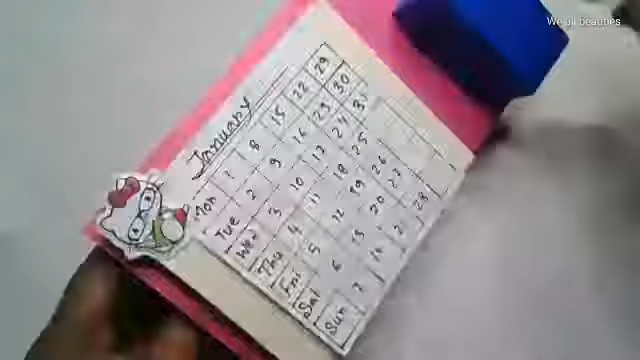 We all beauties
January
Mon 1 8 15 22 29
Tue 2 9 16 23 30
Wed 3 10 17 24 31
Thu 4 11 18 25
Fri 5 12 19 26
Sat 6 13 20 27
Sun 7 14 21 28